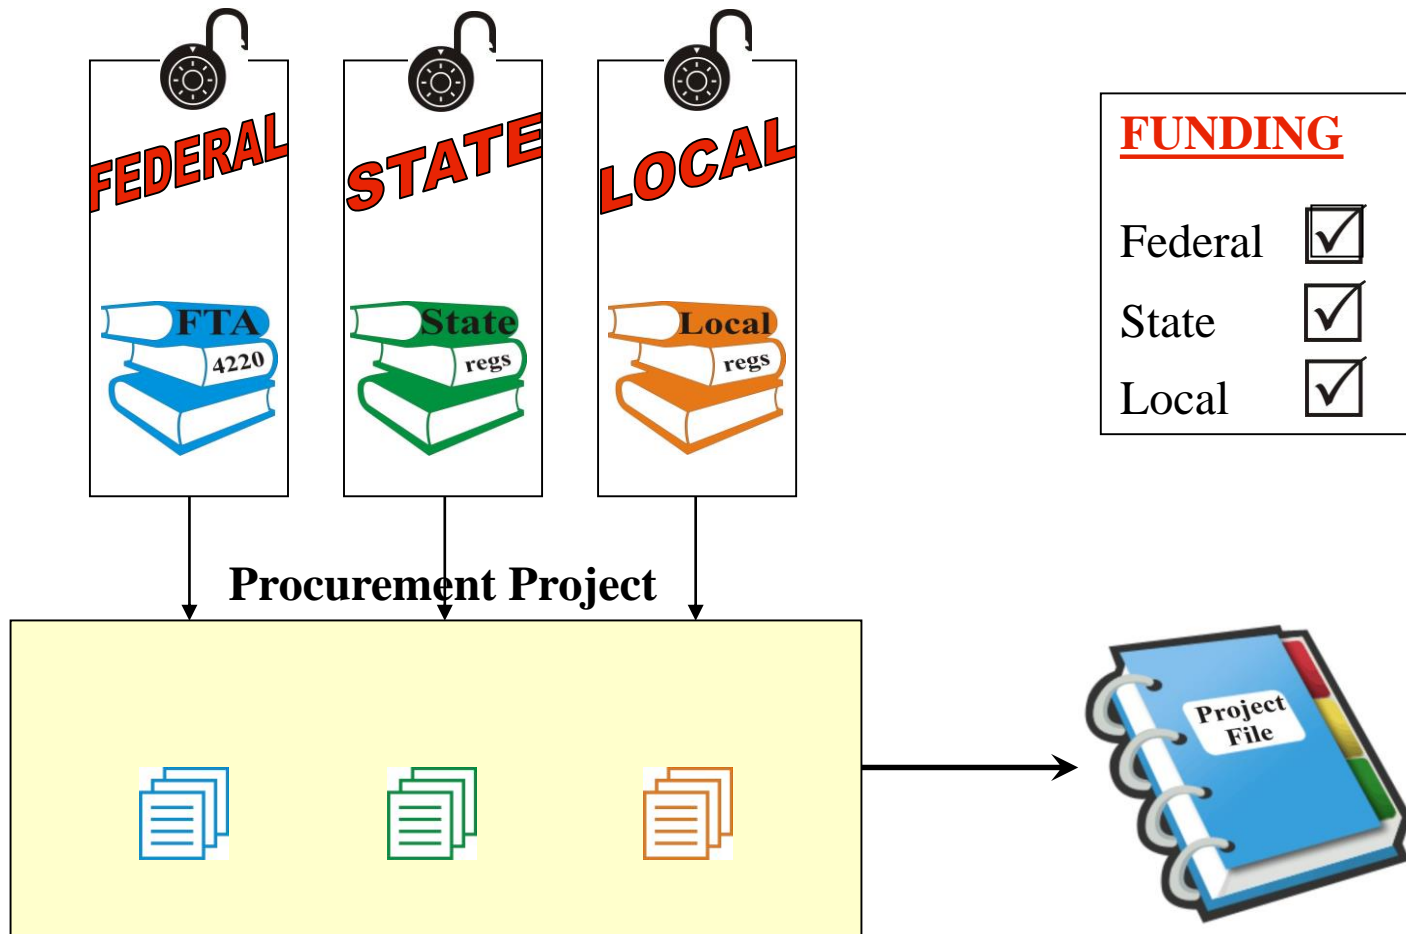 FEDERAL
STATE
LOCAL
FUNDING
Federal
State
Local
FTA
4220
State
regs
Local
regs
Procurement Project
Project
File